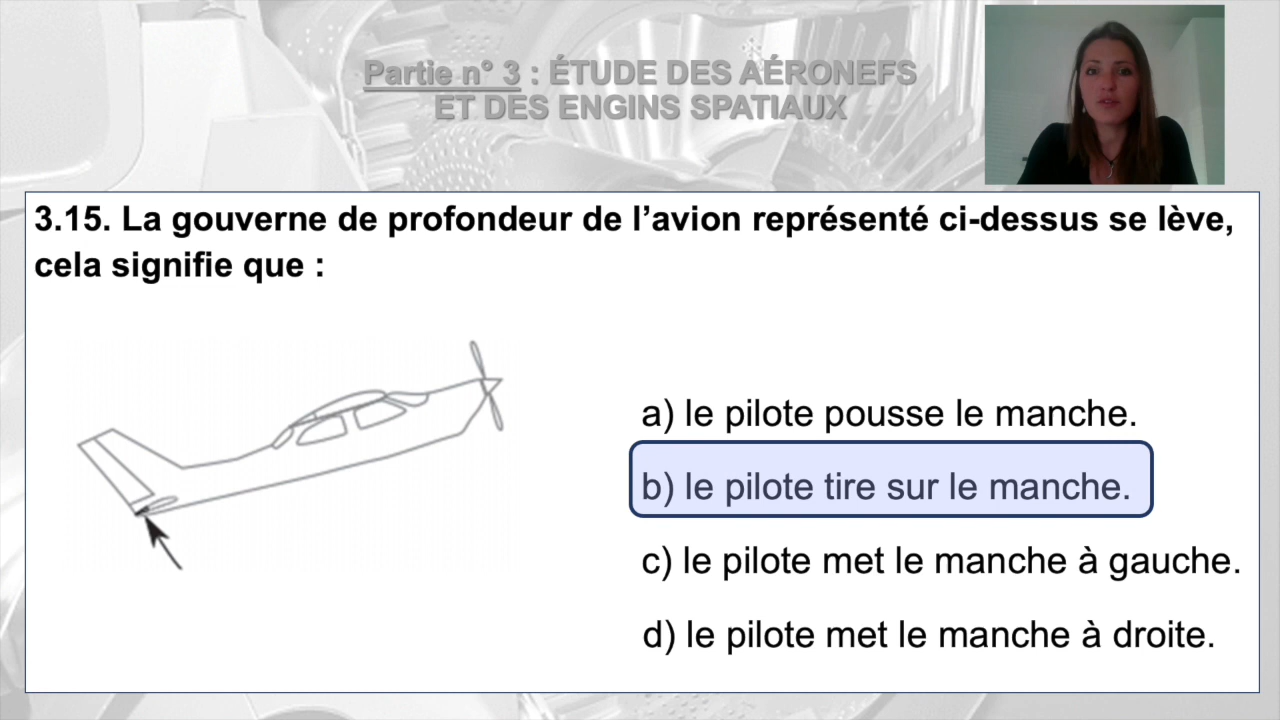 Partie n° 3 : ÉTUDE DES AÉRONEFS
ET DES ENGINS SPATIAUX
3.15. La gouverne de profondeur de l’avion représenté ci-dessus se lève,
cela signifie que :
a) le pilote pousse le manche.
b) le pilote tire sur le manche.
c) le pilote met le manche à gauche.
d) le pilote met le manche à droite.